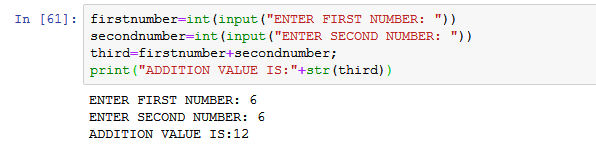 In [61]: firstnumber=int(input("ENTER FIRST NUMBER: "))
secondnumber=int(input("ENTER SECOND NUMBER: "))
third=firstnumber+secondnumber;
print("ADDITION VALUE IS:"+str(third))
ENTER FIRST NUMBER: 6
ENTER SECOND NUMBER: 6
ADDITION VALUE IS:12